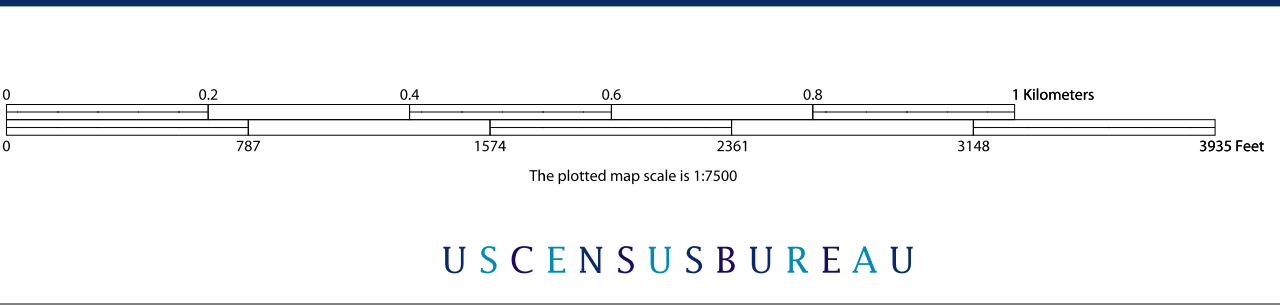 0 0.2 0.4 0.6 0.8 1 Kilometers
0 787 1574 2361 3148 3935 Feet
The plotted map scale is 1:7500
USCENSUSBUREAU